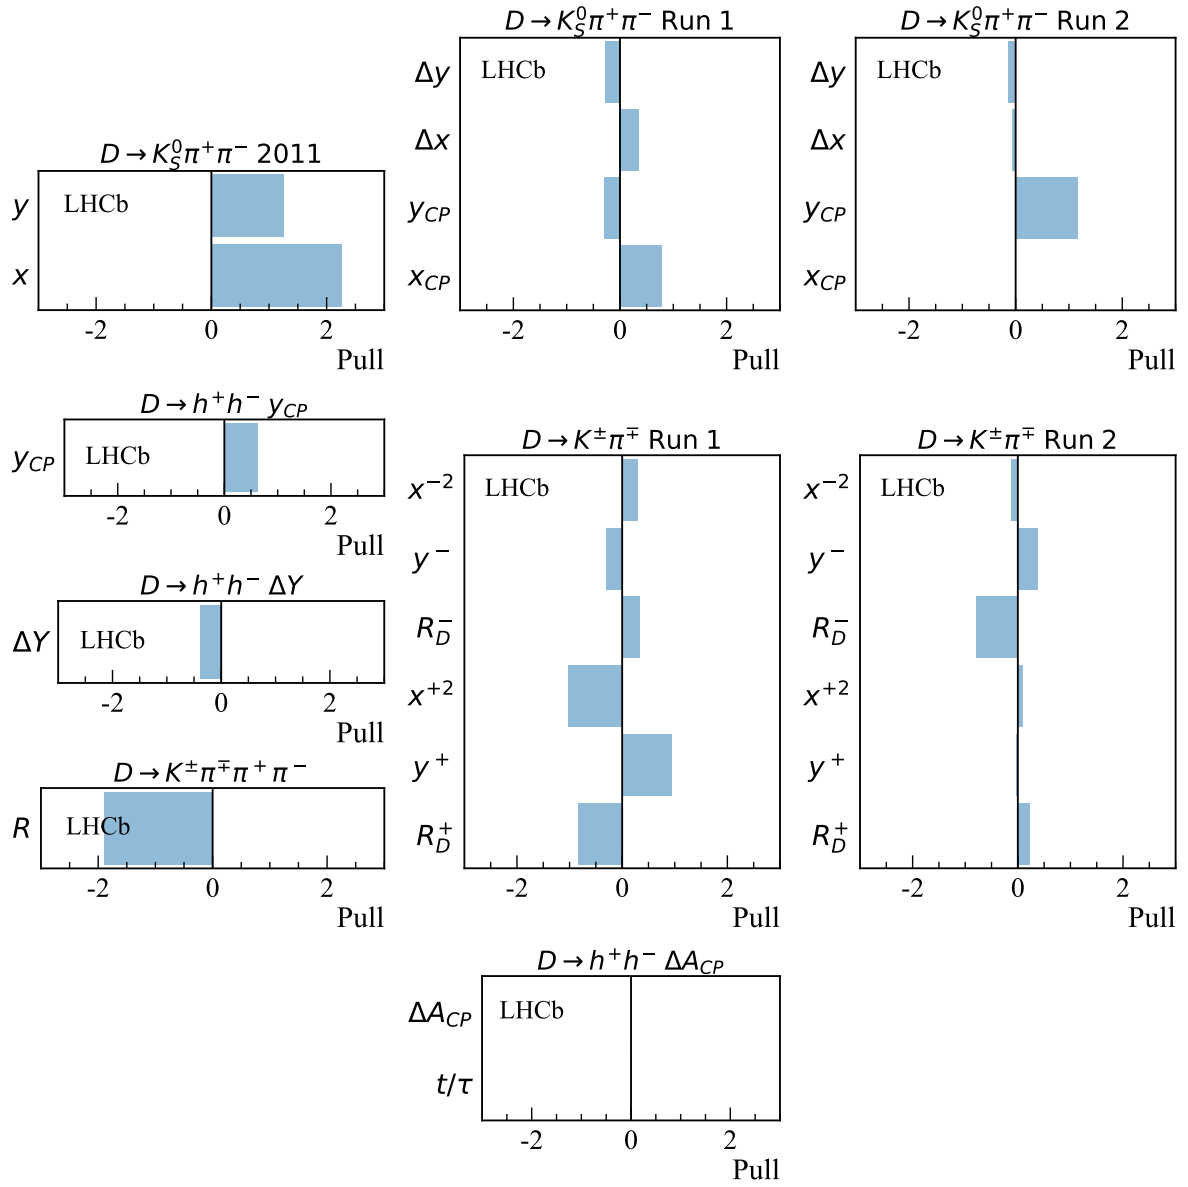 D → K_S^0 π⁺π⁻ 2011
LHCb
y
x
-2 0 2
Pull
D → K_S^0 π⁺π⁻ Run 1
LHCb
Δy
Δx
y_CP
x_CP
-2 0 2
Pull
D → K_S^0 π⁺π⁻ Run 2
LHCb
Δy
Δx
y_CP
x_CP
-2 0 2
Pull
D → h⁺h⁻ y_CP
LHCb
y_CP
-2 0 2
Pull
D → h⁺h⁻ ΔY
LHCb
ΔY
-2 0 2
Pull
D → K^±π^∓π⁺π⁻
LHCb
R
-2 0 2
Pull
D → K^±π^∓ Run 1
LHCb
x⁻²
y⁻
R_D^-
x⁺²
y⁺
R_D^+
-2 0 2
Pull
D → K^±π^∓ Run 2
LHCb
x⁻²
y⁻
R_D^-
x⁺²
y⁺
R_D^+
-2 0 2
Pull
D → h⁺h⁻ ΔA_CP
LHCb
ΔA_CP
t/τ
-2 0 2
Pull